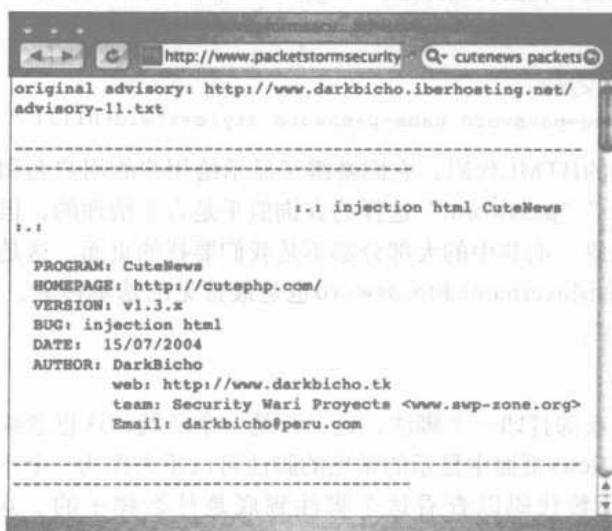 http://www.packetstormsecurity
cutenews packets
original advisory: http://www.darkbicho.iberhosting.net/
advisory-11.txt
:.: injection html CuteNews
:.:
PROGRAM: CuteNews
HOMEPAGE: http://cutephp.com/
VERSION: v1.3.x
BUG: injection html
DATE: 15/07/2004
AUTHOR: DarkBicho
web: http://www.darkbicho.tk
team: Security Wari Proyects <www.swp-zone.org>
Email: darkbicho@peru.com